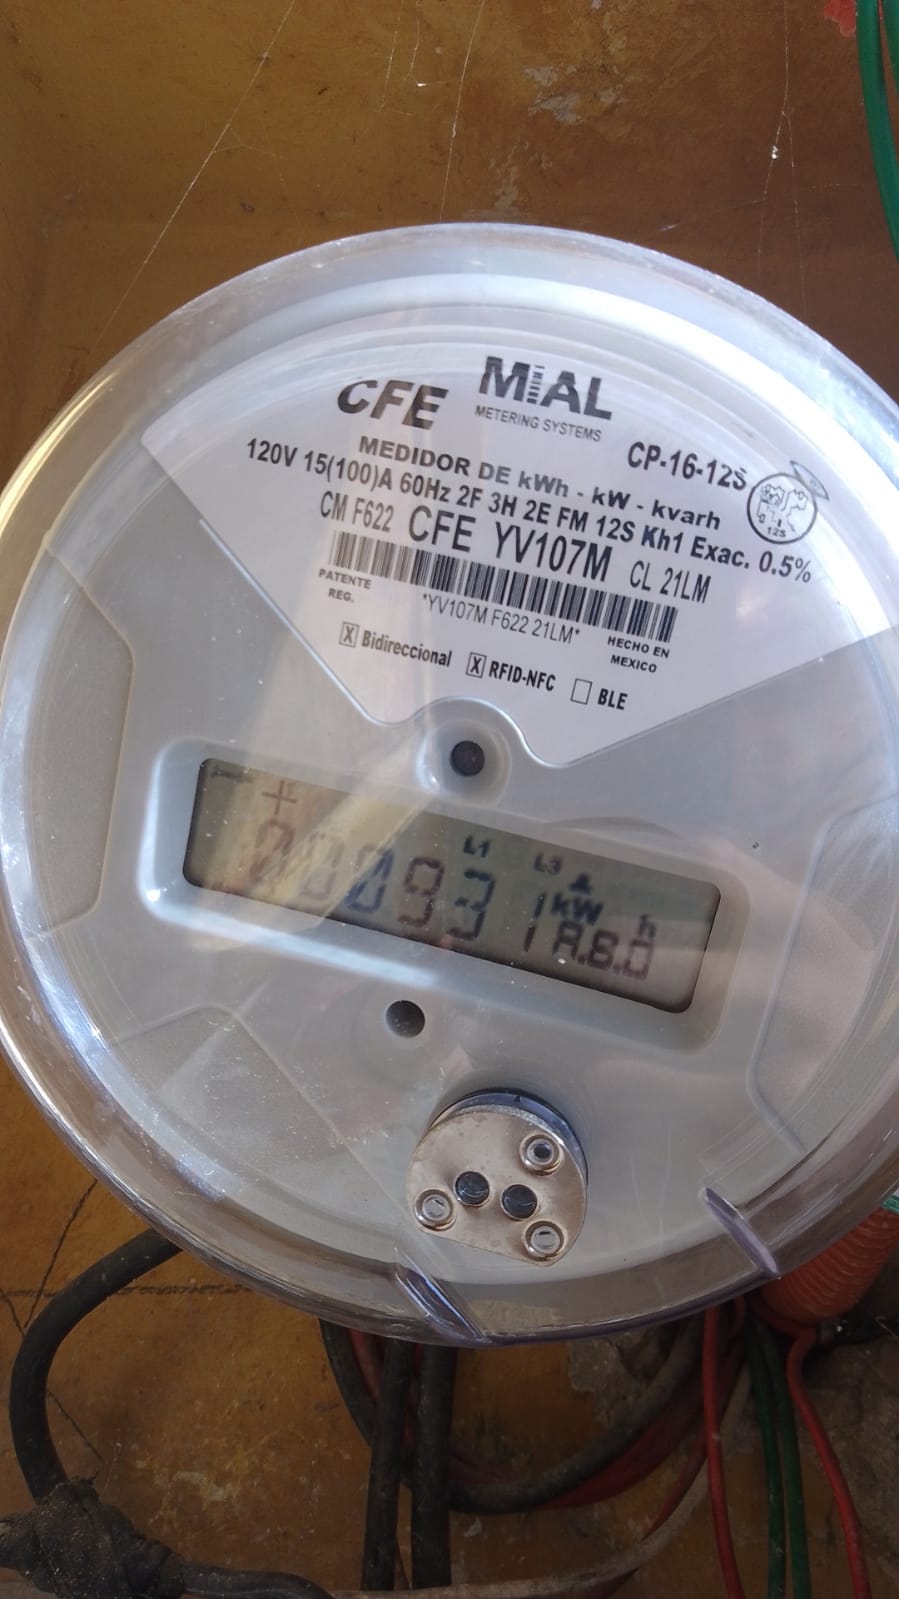 CFE
MIAL
METERING SYSTEMS
CP-16-12S
MEDIDOR DE kWh - kW - kvarh
120V 15(100)A 60Hz 2F 3H 2E FM 12S Kh1 Exac. 0.5%
12S
CM F622 CFE YV107M CL 21LM
PATENTE REG.
*YV107M F622 21LM*
HECHO EN MEXICO
X Bidireccional X RFID-NFC BLE
+
L1 L3
000931
kW h